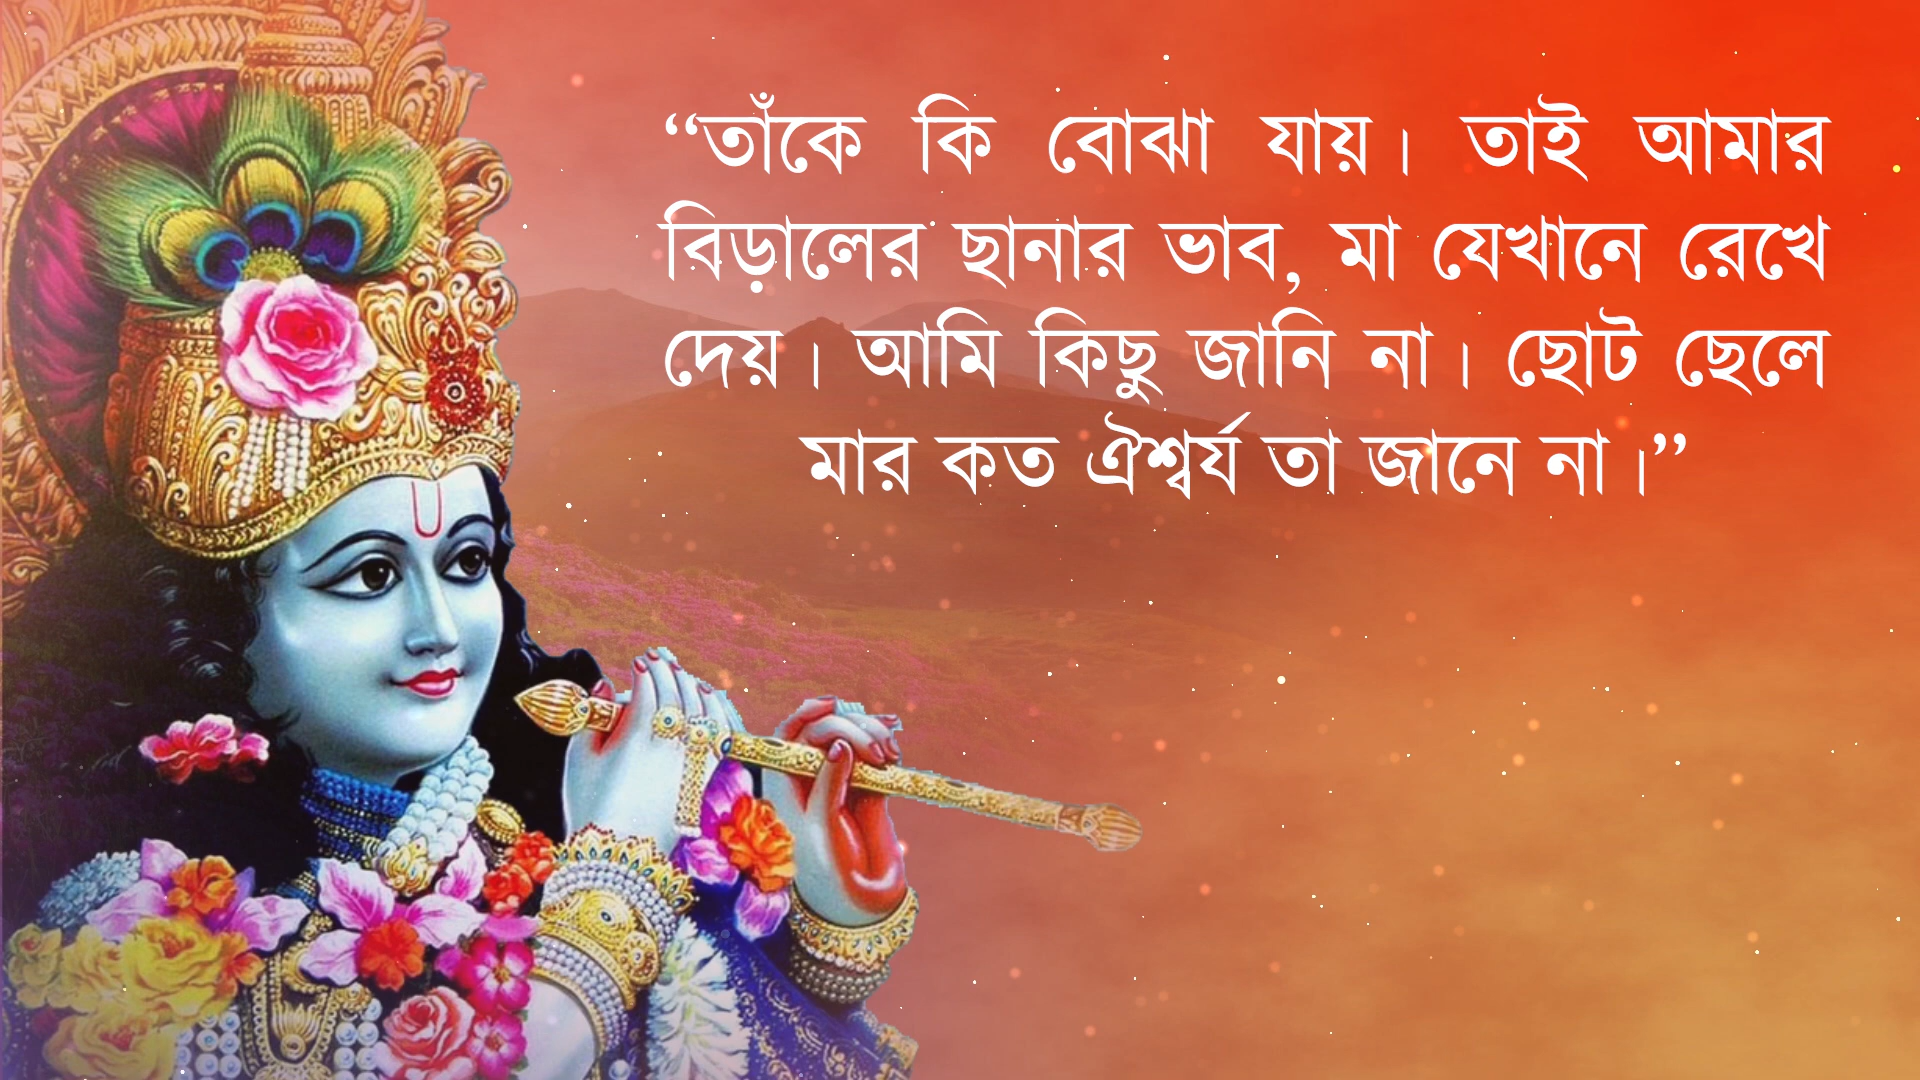 “তাঁকে কি বোঝা যায়। তাই আমার
বিড়ালের ছানার ভাব, মা যেখানে রেখে
দেয়। আমি কিছু জানি না। ছোট ছেলে
মার কত ঐশ্বর্য তা জানে না।”